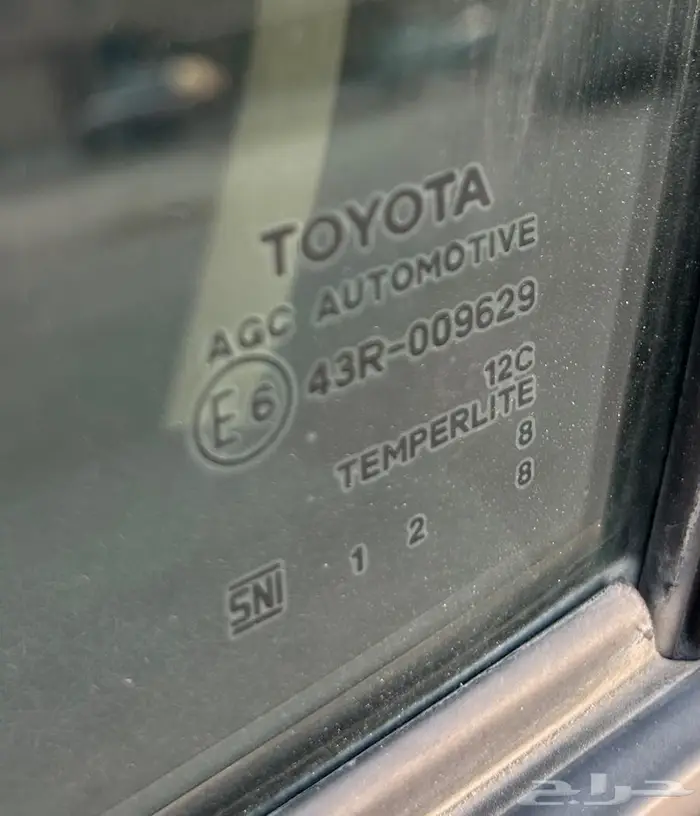 TOYOTA
AGC AUTOMOTIVE
E6 43R-009629
12C
TEMPERLITE
8
8
1 2
SNI
حراج